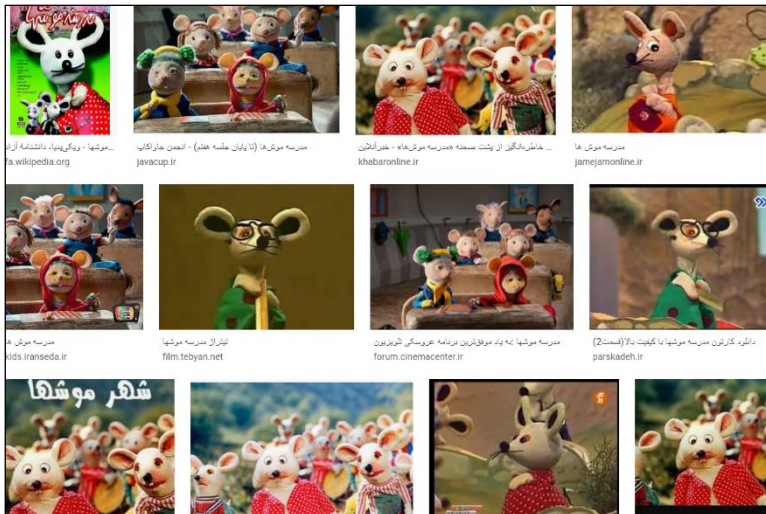 ...موشها - ویکی‌پدیا، دانشنامهٔ آزاد
fa.wikipedia.org
مدرسه موش‌ها (تا پایان جلسه هفتم) - انجمن جاواکاپ
javacup.ir
... خاطره‌انگیز از پشت صحنه «مدرسه موش‌ها» - خبرآنلاین
khabaronline.ir
مدرسه موش ها
jamejamonline.ir
مدرسه موش ها
kids.iranseda.ir
تیتراژ مدرسه موشها
film.tebyan.net
مدرسه موشها ؛به یاد موفق‌ترین برنامه عروسکی تلویزیون
forum.cinemacenter.ir
دانلود کارتون مدرسه موشها با کیفیت بالا(قسمت2)
parskadeh.ir
شهر موشها